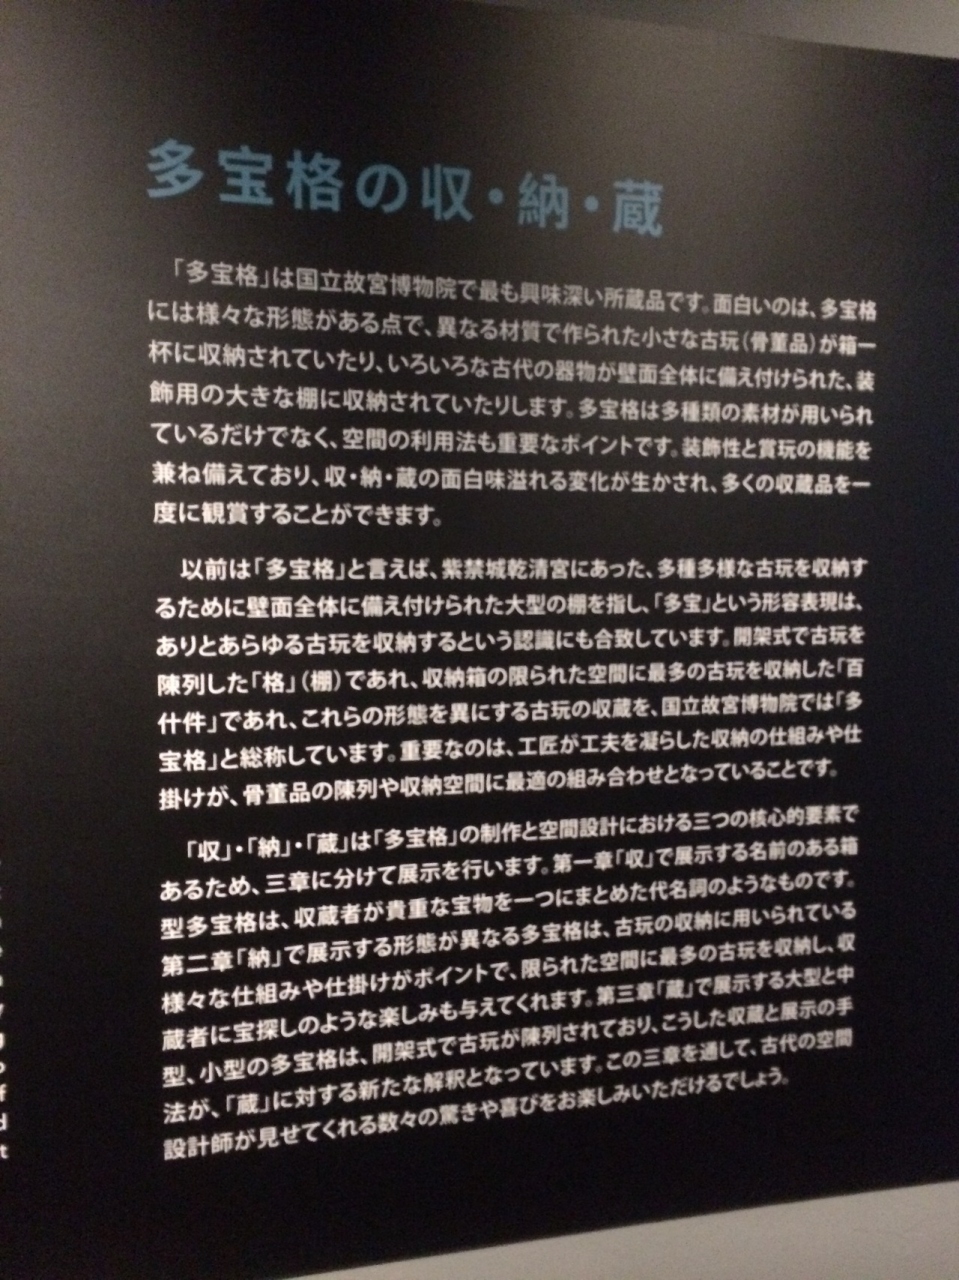 多宝格の収・納・蔵
「多宝格」は国立故宮博物院で最も興味深い所蔵品です。面白いのは、多宝格
には様々な形態がある点で、異なる材質で作られた小さな古玩（骨董品）が箱一
杯に収納されていたり、いろいろな古代の器物が壁面全体に備え付けられた、装
飾用の大きな棚に収納されていたりします。多宝格は多種類の素材が用いられ
ているだけでなく、空間の利用法も重要なポイントです。装飾性と賞玩の機能を
兼ね備えており、収・納・蔵の面白味溢れる変化が生かされ、多くの収蔵品を一
度に観賞することができます。
以前は「多宝格」と言えば、紫禁城乾清宮にあった、多種多様な古玩を収納す
るために壁面全体に備え付けられた大型の棚を指し、「多宝」という形容表現は、
ありとあらゆる古玩を収納するという認識にも合致しています。開架式で古玩を
陳列した「格」（棚）であれ、収納箱の限られた空間に最多の古玩を収納した「百
什件」であれ、これらの形態を異にする古玩の収蔵を、国立故宮博物院では「多
宝格」と総称しています。重要なのは、工匠が工夫を凝らした収納の仕組みや仕
掛けが、骨董品の陳列や収納空間に最適の組み合わせとなっていることです。
「収」・「納」・「蔵」は「多宝格」の制作と空間設計における三つの核心的要素で
あるため、三章に分けて展示を行います。第一章「収」で展示する名前のある箱
型多宝格は、収蔵者が貴重な宝物を一つにまとめた代名詞のようなものです。
第二章「納」で展示する形態が異なる多宝格は、古玩の収納に用いられている
様々な仕組みや仕掛けがポイントで、限られた空間に最多の古玩を収納し、収
蔵者に宝探しのような楽しみも与えてくれます。第三章「蔵」で展示する大型と中
型、小型の多宝格は、開架式で古玩が陳列されており、こうした収蔵と展示の手
法が、「蔵」に対する新たな解釈となっています。この三章を通して、古代の空間
設計師が見せてくれる数々の驚きや喜びをお楽しみいただけるでしょう。